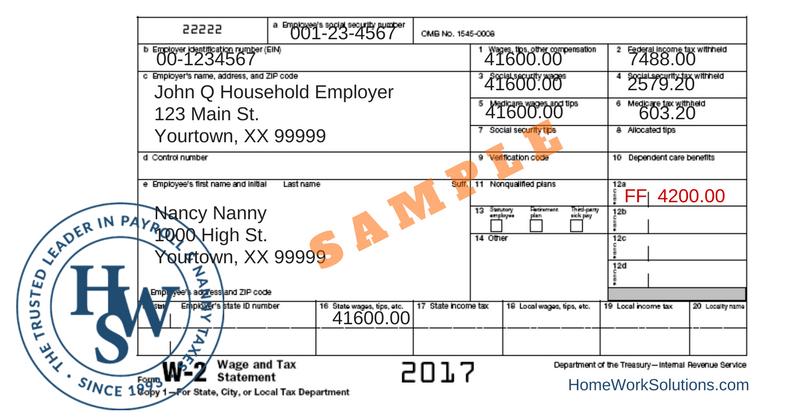 22222
a Employee's social security number
001-23-4567
OMB No. 1545-0008
b Employer identification number (EIN)
00-1234567
1 Wages, tips, other compensation
41600.00
2 Federal income tax withheld
7488.00
c Employer's name, address, and ZIP code
John Q Household Employer
123 Main St.
Yourtown, XX 99999
3 Social security wages
41600.00
4 Social security tax withheld
2579.20
5 Medicare wages and tips
41600.00
6 Medicare tax withheld
603.20
7 Social security tips
8 Allocated tips
d Control number
9 Verification code
10 Dependent care benefits
e Employee's first name and initial Last name Suff.
11 Nonqualified plans
12a
FF 4200.00
Nancy Nanny
1000 High St.
Yourtown, XX 99999
13 Statutory employee Retirement plan Third-party sick pay
12b
14 Other
12c
12d
SAMPLE
Employee's address and ZIP code
State Employer's state ID number
16 State wages, tips, etc.
41600.00
17 State income tax
18 Local wages, tips, etc.
19 Local income tax
20 Locality name
Form W-2 Wage and Tax
Statement
2017
Department of the Treasury—Internal Revenue Service
Copy 1—For State, City, or Local Tax Department
HomeWorkSolutions.com
THE TRUSTED LEADER IN PAYROLL & NANNY TAXES
HWS
• SINCE 1993 •